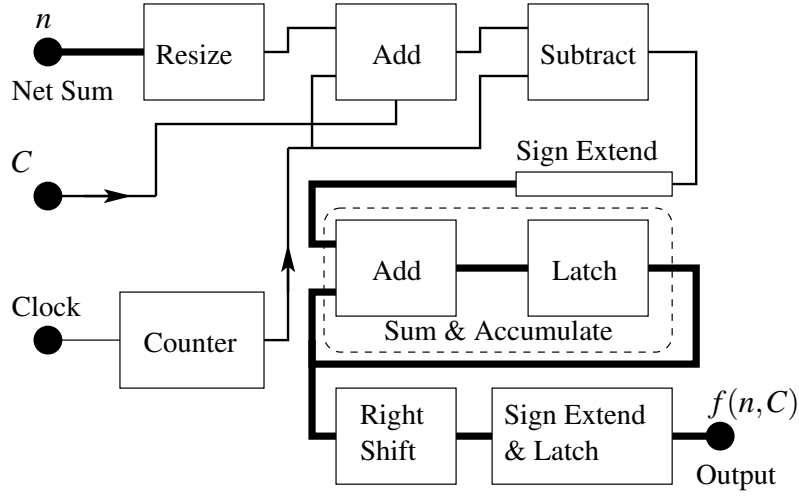 n
Net Sum
Resize
Add
Subtract
C
Sign Extend
Add
Latch
Sum & Accumulate
Clock
Counter
Right
Shift
Sign Extend
& Latch
f(n,C)
Output